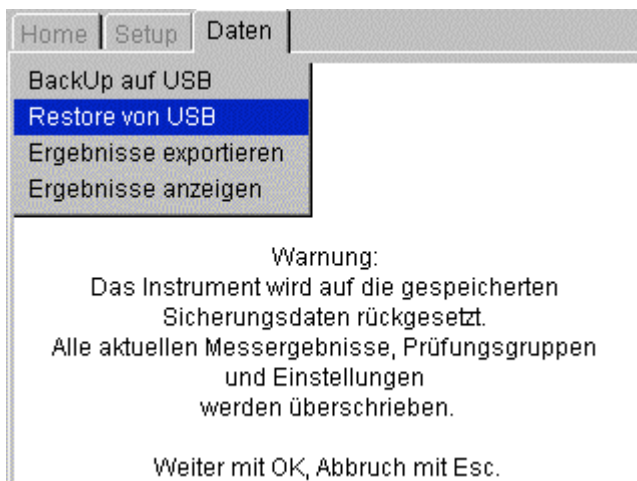 Home Setup Daten
BackUp auf USB
Restore von USB
Ergebnisse exportieren
Ergebnisse anzeigen
Warnung:
Das Instrument wird auf die gespeicherten
Sicherungsdaten rückgesetzt.
Alle aktuellen Messergebnisse, Prüfungsgruppen
und Einstellungen
werden überschrieben.
Weiter mit OK, Abbruch mit Esc.